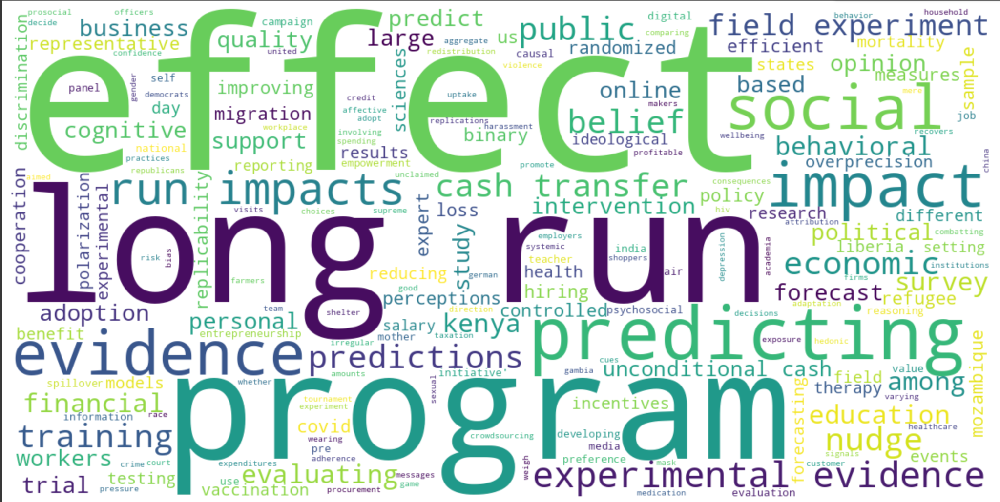 prosocial
officers
decide
business
campaign
predict
public
digital
field experiment
behavior
household
discrimination
representative
quality
large
aggregate
us
comparing
efficient
mortality
confidence
united
redistribution
causal
randomized
effect
violence
states
opinion
sample
panel
gender
self
democrats
improving
credit
sciences
uptake
online
based
measures
mere
day
migration
affective
adopt
makers
social
job
cognitive
workplace
replications
harassment
belief
wellbeing
recovers
support
involving
spending
binary
ideological
behavioral
national
practices
results
profitable
overprecision
china
republicans
reporting
empowerment
promote
aimed
unclaimed
cooperation
polarization
experimental
run impacts
replicability
cash transfer
consequences
impact
policy
visits
choices
supreme
expert
loss
intervention
hiv
research
different
attribution
long run
study
employers
systemic
political
combatting
risk
bias
india
shoppers
depression
academia
liberia
setting
teacher
economic
institutions
farmers
reducing
german
health
air
firms
survey
good
hiring
forecast
refugee
adoption
team
shelter
perceptions
direction
controlled
psychosocial
adaptation
reasoning
decisions
personal
salary
kenya
predicting
benefit
entrepreneurship
mother
taxation
exposure
hedonic
mozambique
irregular
evidence
predictions
cues
unconditional cash
value
amounts
initiative'
gambia
field
among
spillover
models
whether
sexual
therapy
program
varying
financial
tournament
experiment
incentives
forecasting
education
information
race
covid
crowdsourcing
developing
healthcare
training
wearing
media
nudge
pre
workers
crime
court
expenditures
adherence
weigh
preference
mask
signals
customer
events
trial
testing
pressure
use
evaluating
messages
game
experimental evidence
vaccination
procurement
medication
evaluation